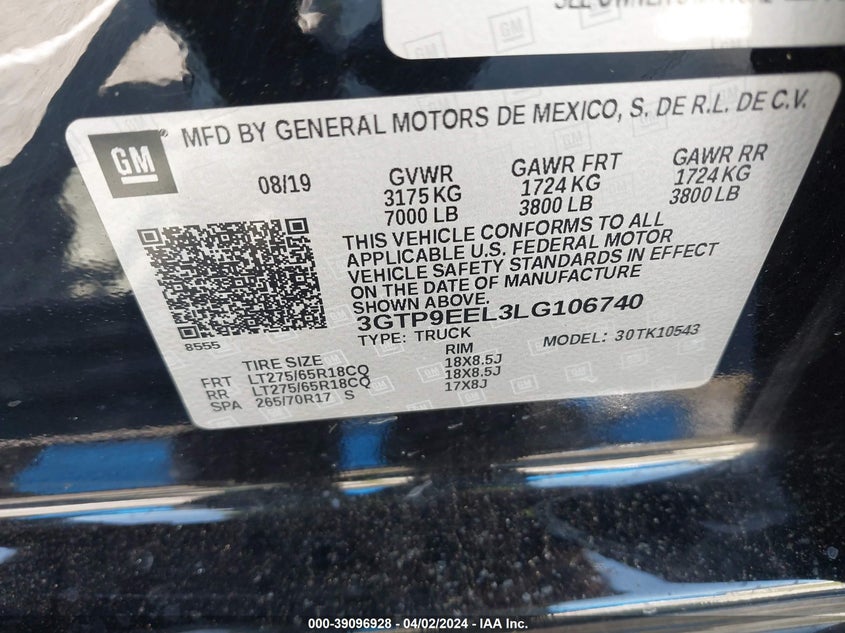 GM
GM
MFD BY GENERAL MOTORS DE MEXICO, S. DE R.L. DE C.V.
08/19
GVWR
3175 KG
7000 LB
GAWR FRT
1724 KG
3800 LB
GAWR RR
1724 KG
3800 LB
THIS VEHICLE CONFORMS TO ALL
APPLICABLE U.S. FEDERAL MOTOR
VEHICLE SAFETY STANDARDS IN EFFECT
ON THE DATE OF MANUFACTURE
SHOWN ABOVE.
3GTP9EEL3LG106740
8555
TYPE: TRUCK
MODEL: 30TK10543
TIRE SIZE
RIM
FRT LT275/65R18CQ 18X8.5J
RR LT275/65R18CQ 18X8.5J
SPA 265/70R17 S 17X8J
000-39096928 - 04/02/2024 - IAA Inc.